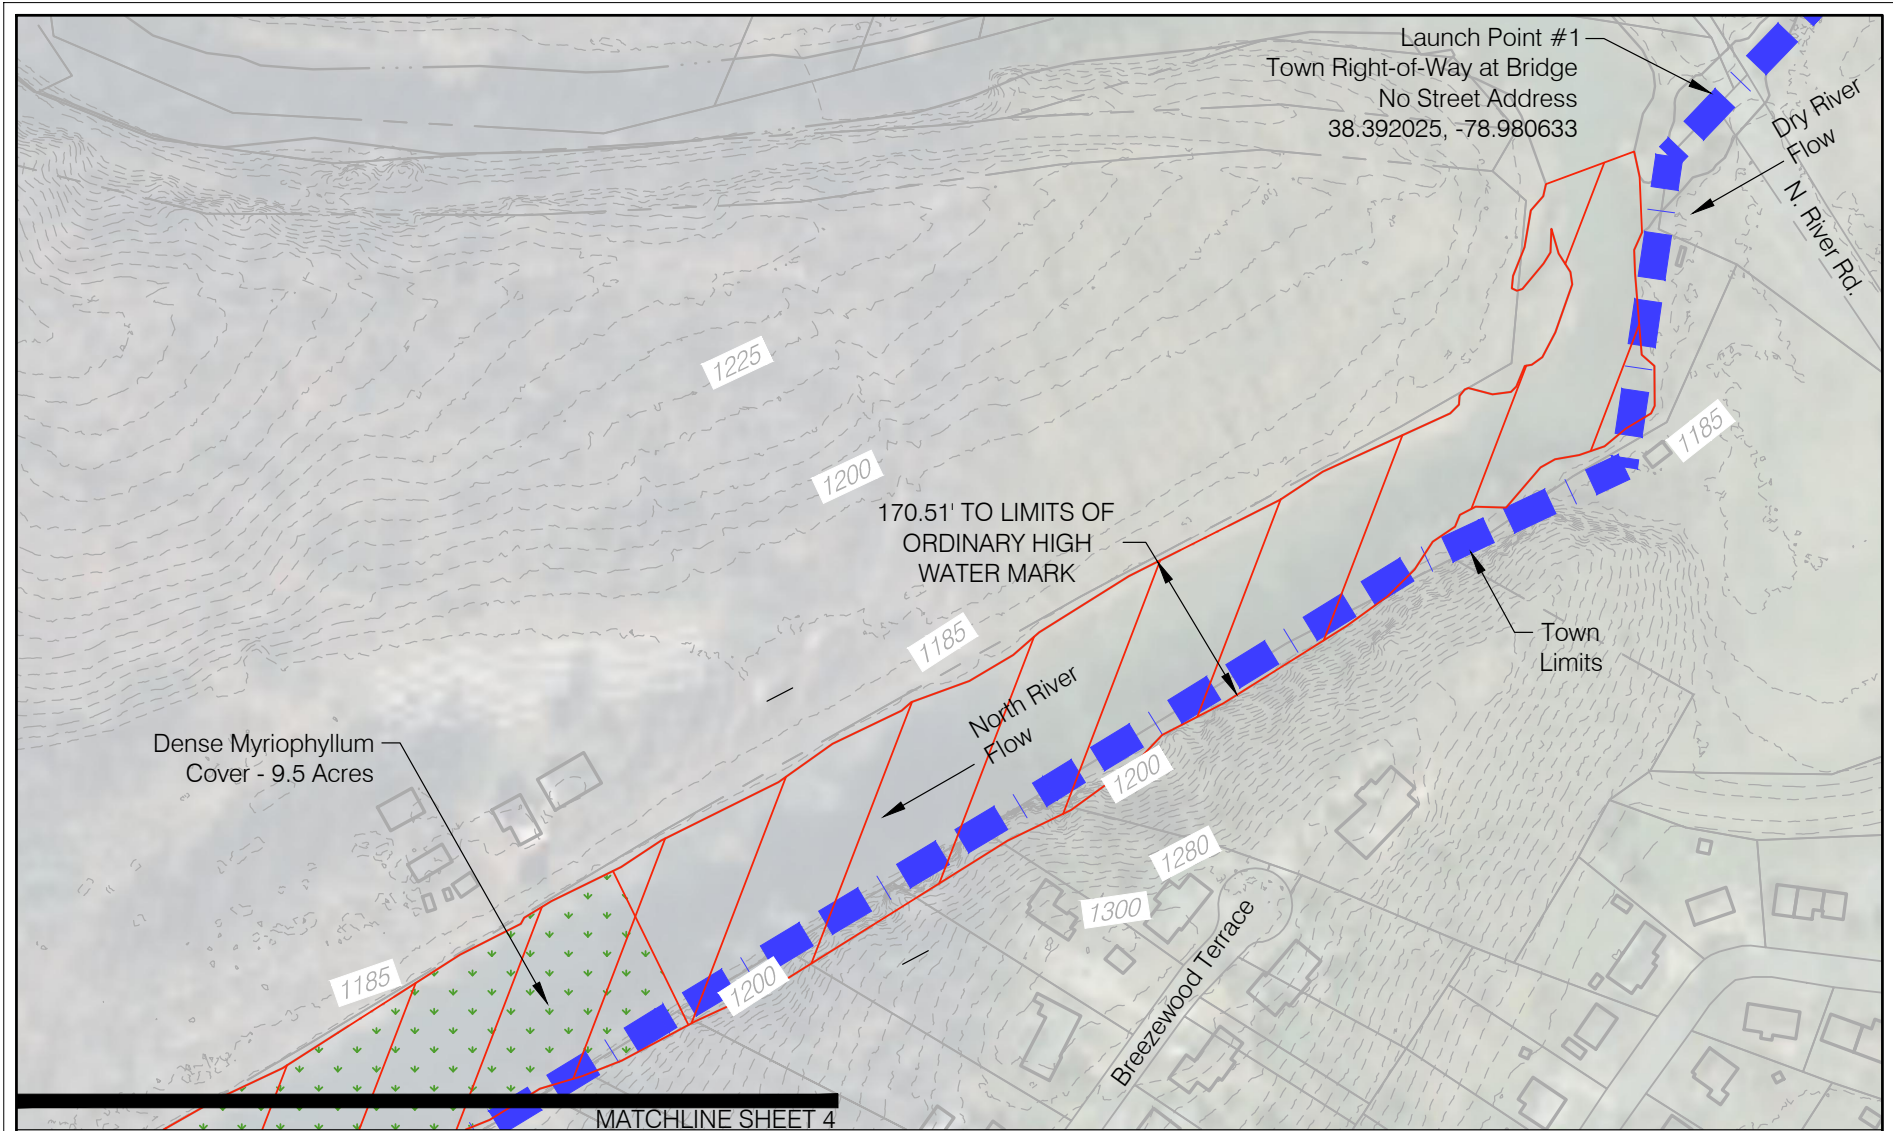 Launch Point #1
Town Right-of-Way at Bridge
No Street Address
38.392025, -78.980633
Dry River
Flow
N. River Rd.
1225
1185
1200
170.51' TO LIMITS OF
ORDINARY HIGH
WATER MARK
1185
Town
Limits
North River
Flow
Dense Myriophyllum
Cover - 9.5 Acres
1200
1280
1300
Breezewood Terrace
1185
1200
MATCHLINE SHEET 4